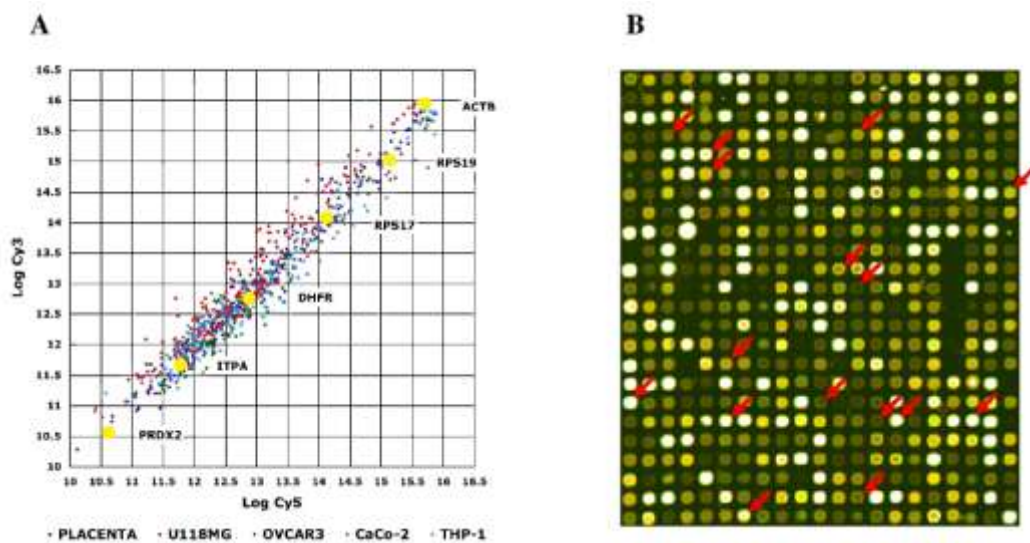 A
B
16.5
16
15.5
15
14.5
14
13.5
13
12.5
12
11.5
11
10.5
10
Log Cy3
ACTB
RPS19
RPS17
DHFR
ITPA
PRDX2
10 10.5 11 11.5 12 12.5 13 13.5 14 14.5 15 15.5 16 16.5
Log Cy5
• PLACENTA • U118MG • OVCAR3 • CaCo-2 • THP-1